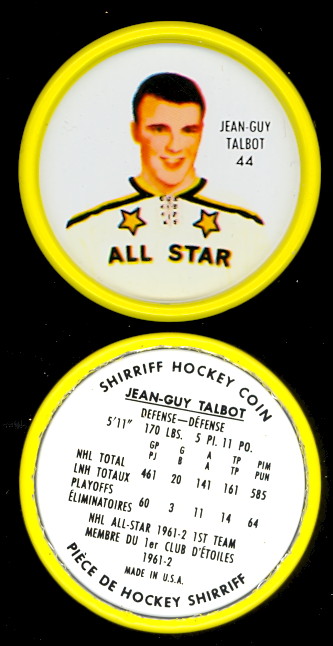 JEAN-GUY
TALBOT
44
ALL STAR
SHIRRIFF HOCKEY COIN
JEAN-GUY TALBOT
DEFENSE—DÉFENSE
5'11" 170 LBS. 5 PI. 11 PO.
GP G A TP PIM
PJ B A TP PUN
NHL TOTAL
LNH TOTAUX 461 20 141 161 585
PLAYOFFS
ÉLIMINATOIRES 60 3 11 14 64
NHL ALL-STAR 1961-2 1ST TEAM
MEMBRE DU 1er CLUB D'ÉTOILES
1961-2
MADE IN U.S.A.
PIÈCE DE HOCKEY SHIRRIFF